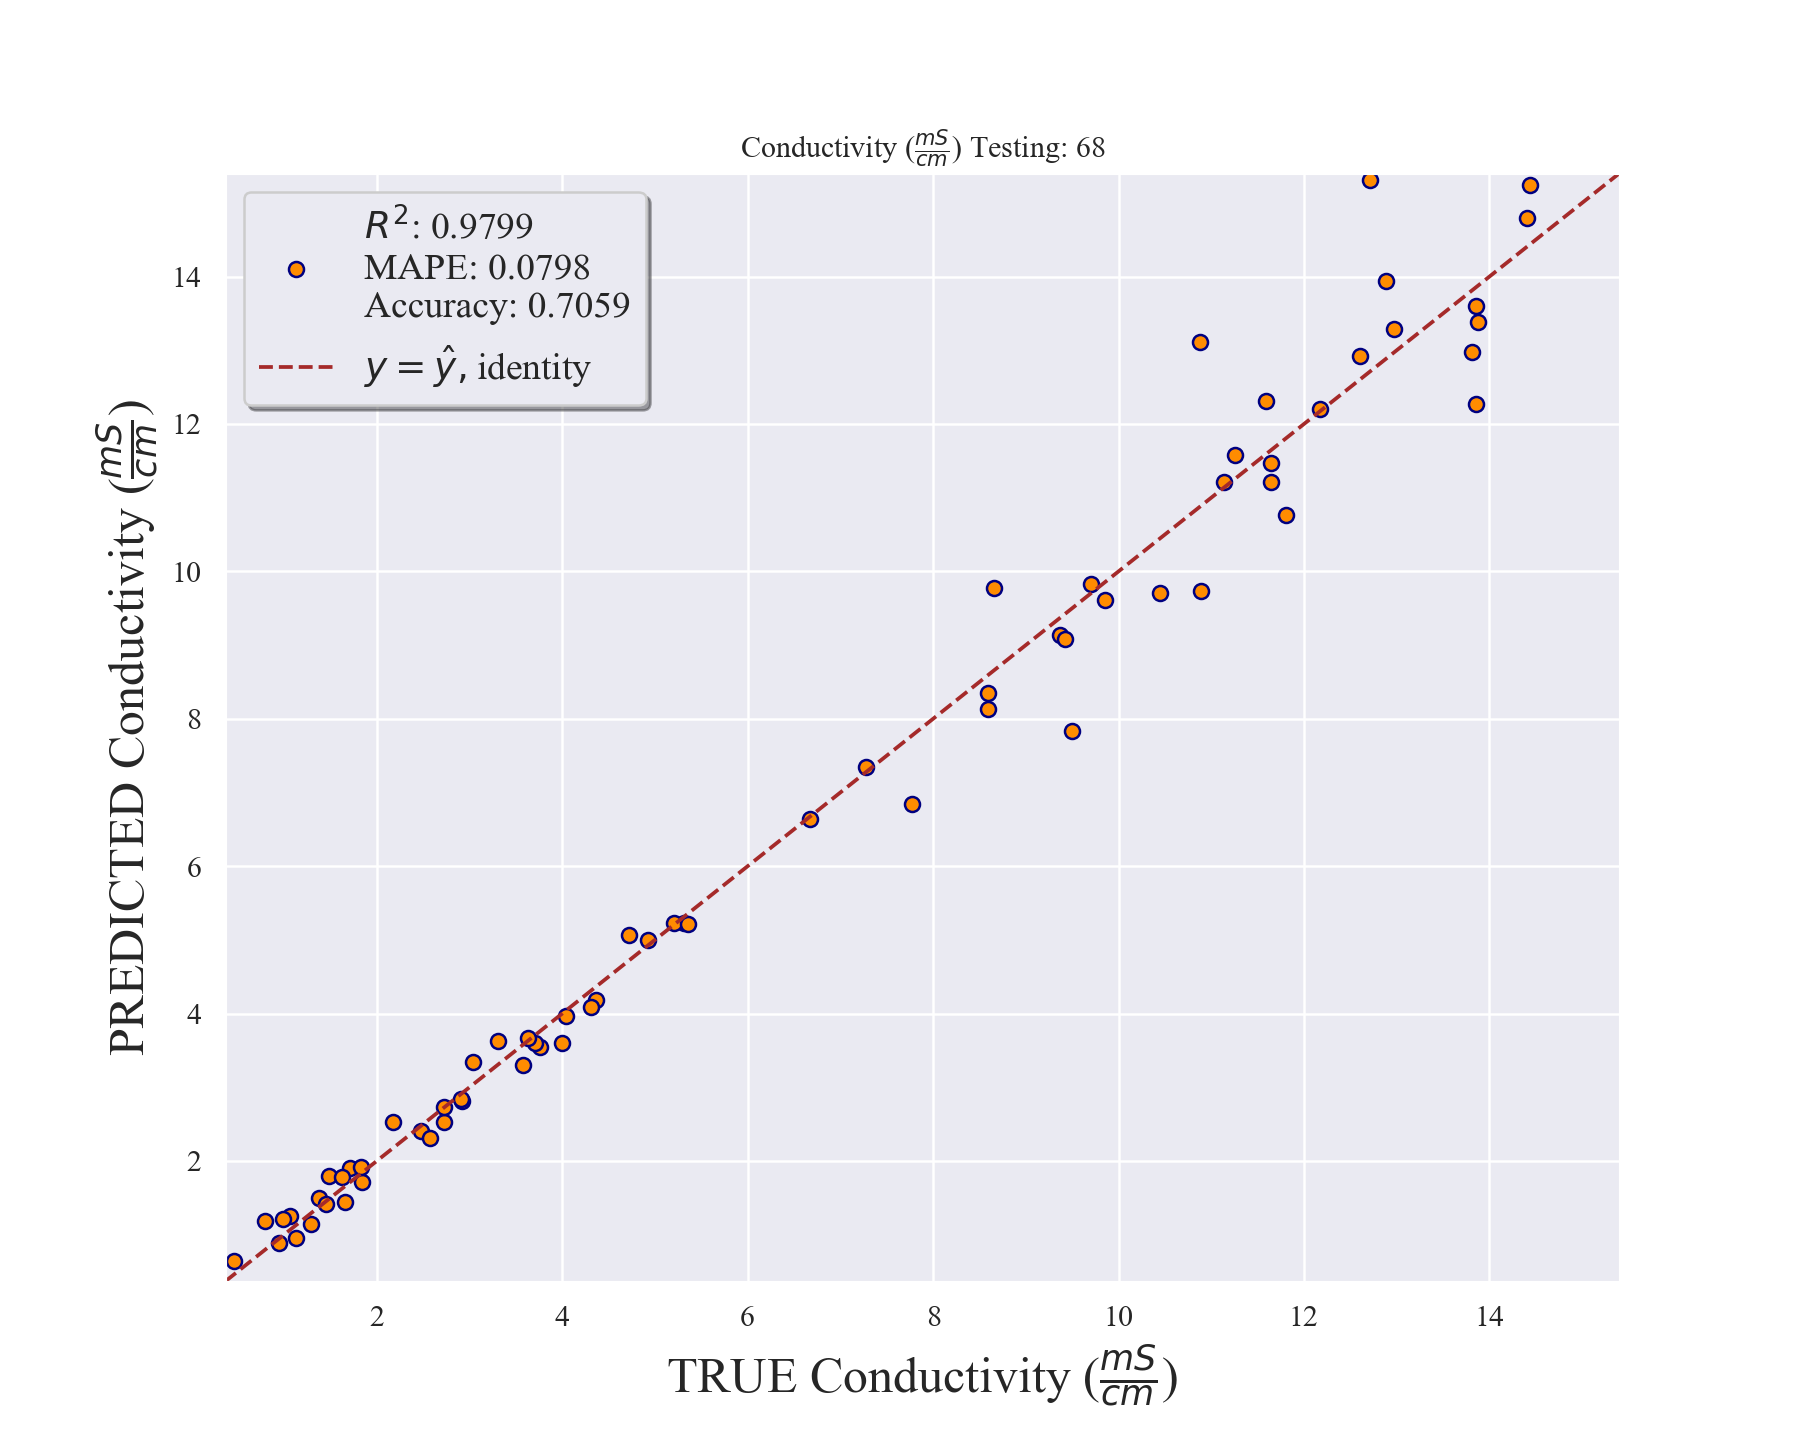 Conductivity (mS/cm) Testing: 68
R²: 0.9799
MAPE: 0.0798
Accuracy: 0.7059
y = ŷ, identity
PREDICTED Conductivity (mS/cm)
14
12
10
8
6
4
2
2 4 6 8 10 12 14
TRUE Conductivity (mS/cm)